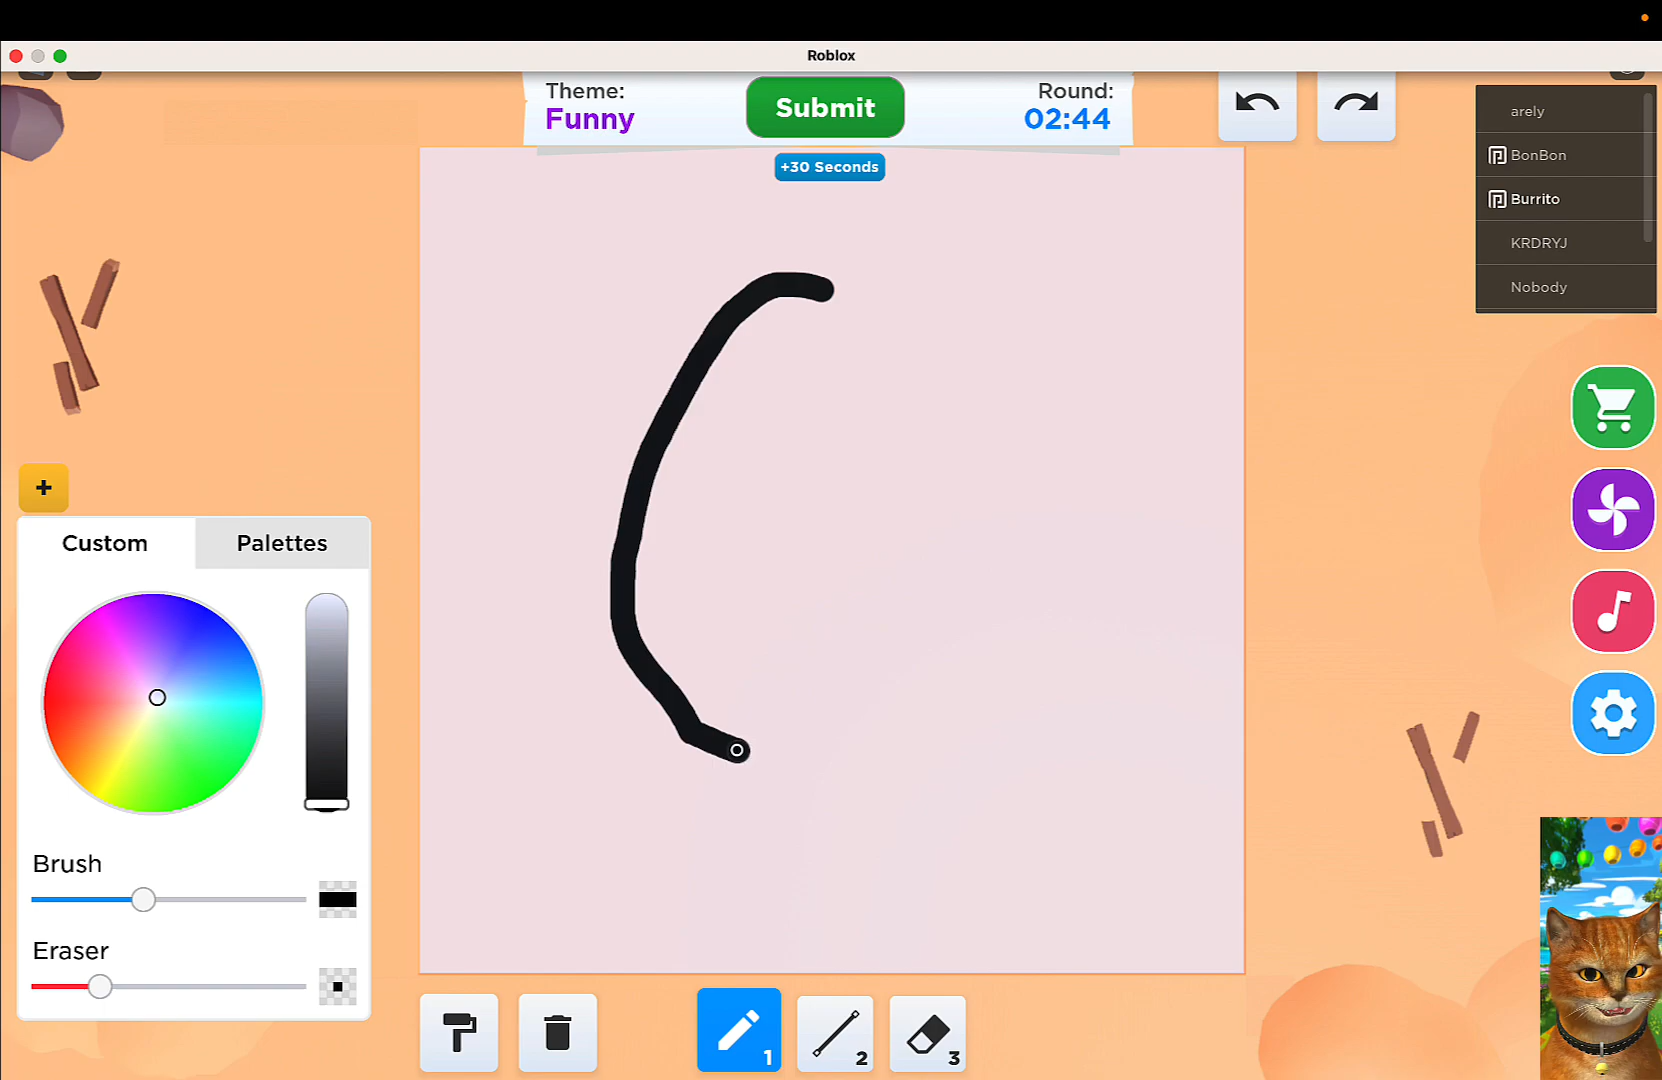 Roblox
Theme:
Funny
Submit
Round:
02:44
+30 Seconds
arely
BonBon
Burrito
KRDRYJ
Nobody
+
Custom
Palettes
Brush
Eraser
1
2
3